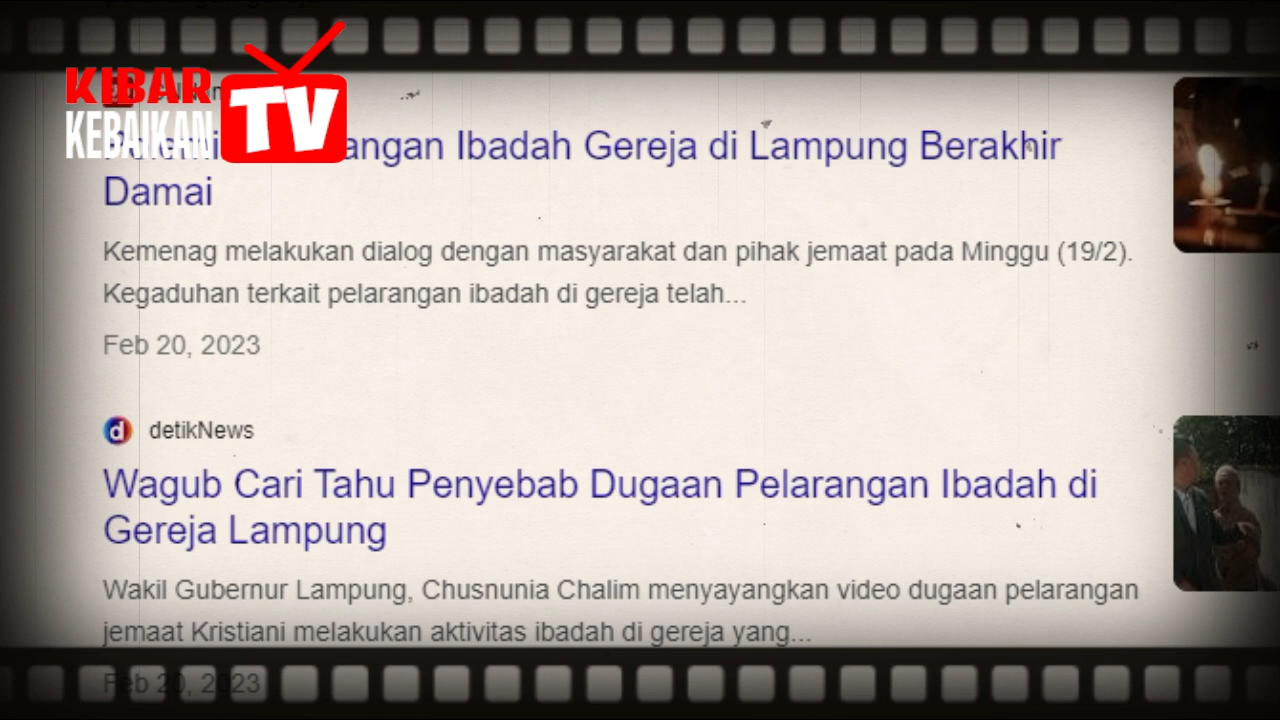 KIBAR
KEBAIKAN
TV
angan Ibadah Gereja di Lampung Berakhir
Damai
Kemenag melakukan dialog dengan masyarakat dan pihak jemaat pada Minggu (19/2).
Kegaduhan terkait pelarangan ibadah di gereja telah...
Feb 20, 2023
detikNews
Wagub Cari Tahu Penyebab Dugaan Pelarangan Ibadah di
Gereja Lampung
Wakil Gubernur Lampung, Chusnunia Chalim menyayangkan video dugaan pelarangan
jemaat Kristiani melakukan aktivitas ibadah di gereja yang...
Feb 20, 2023